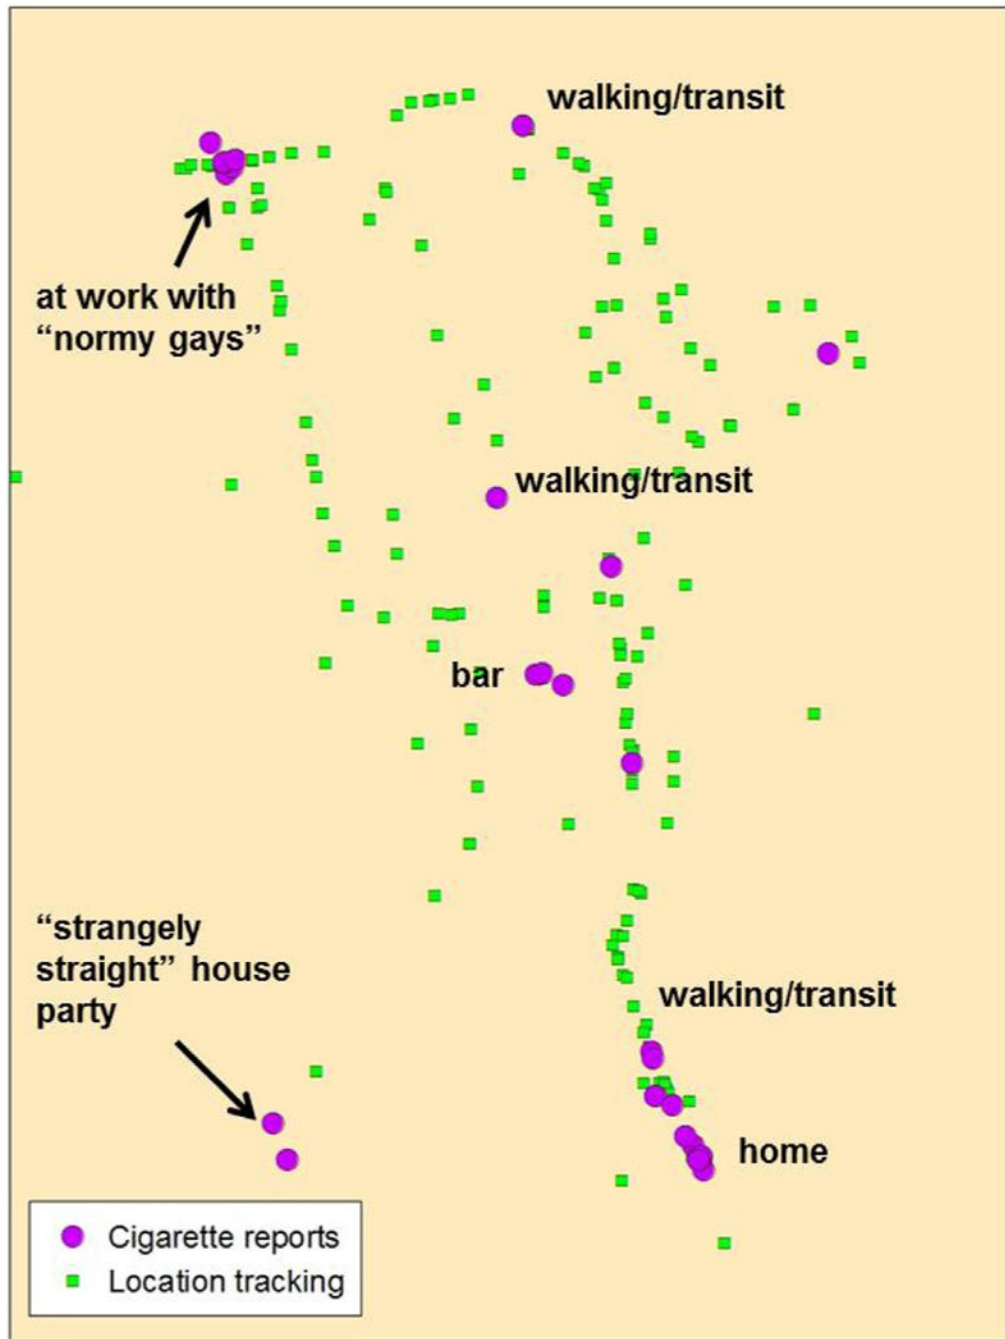 walking/transit
at work with
“normy gays”
walking/transit
bar
“strangely
straight” house
party
walking/transit
home
Cigarette reports
Location tracking